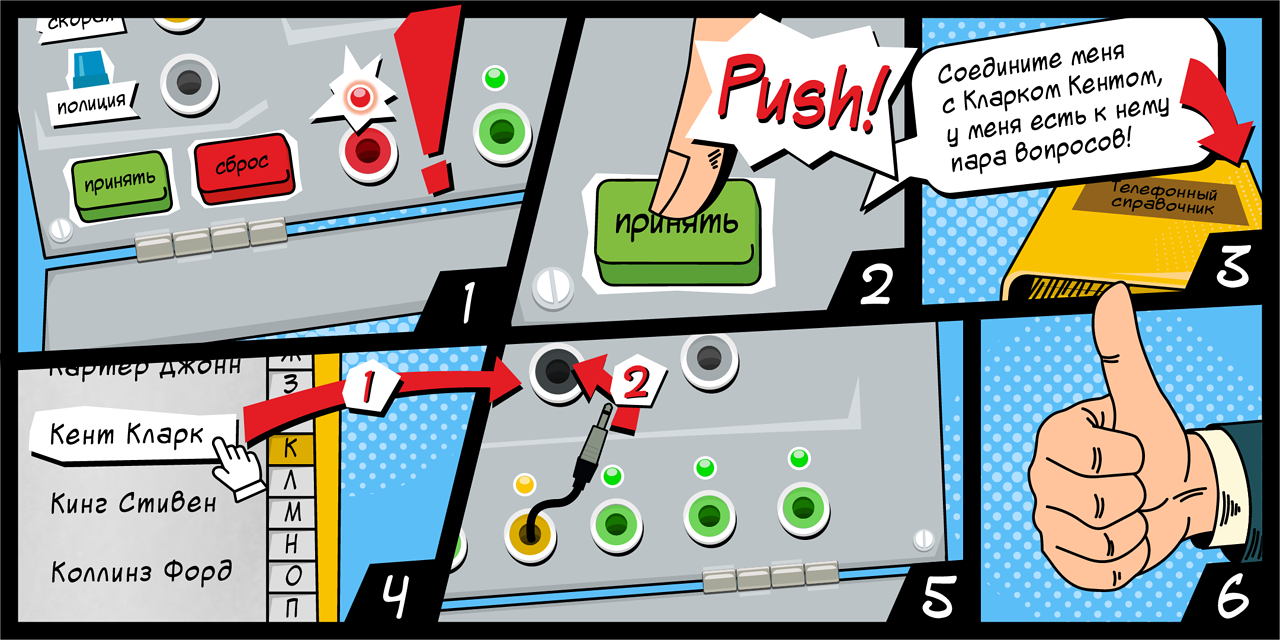 скорая
полиция
принять
сброс
!
1
Push!
принять
2
Соедините меня
с Кларком Кентом,
у меня есть к нему
пара вопросов!
Телефонный
справочник
3
Картер Джонн
Кент Кларк
Кинг Стивен
Коллинз Форд
Ж
З
К
Л
М
Н
О
П
1
4
2
5
6